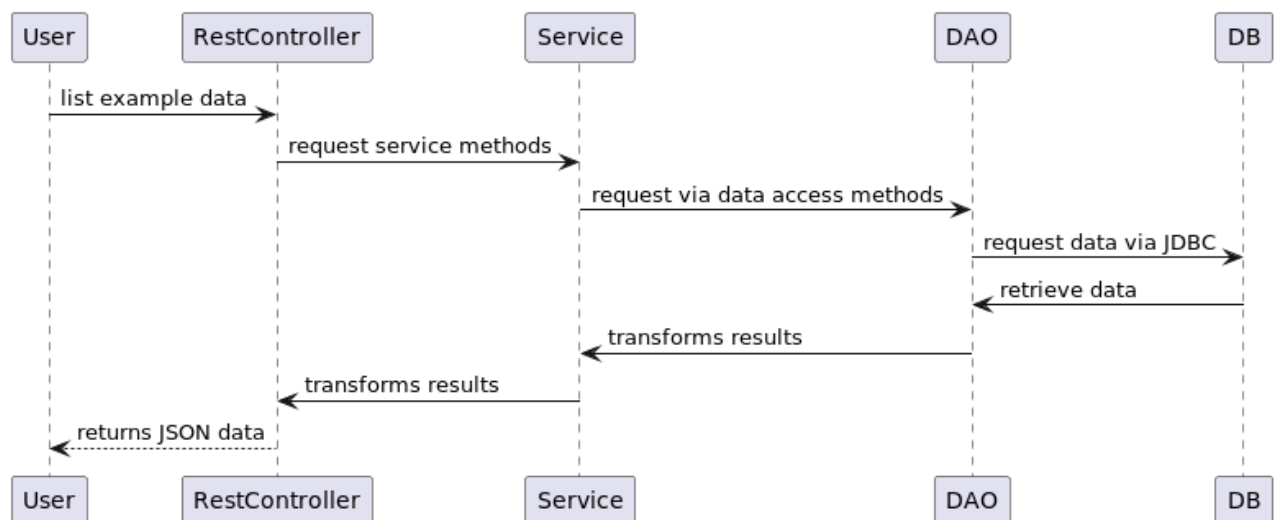 User RestController Service DAO DB
list example data
request service methods
request via data access methods
request data via JDBC
retrieve data
transforms results
transforms results
returns JSON data
User RestController Service DAO DB